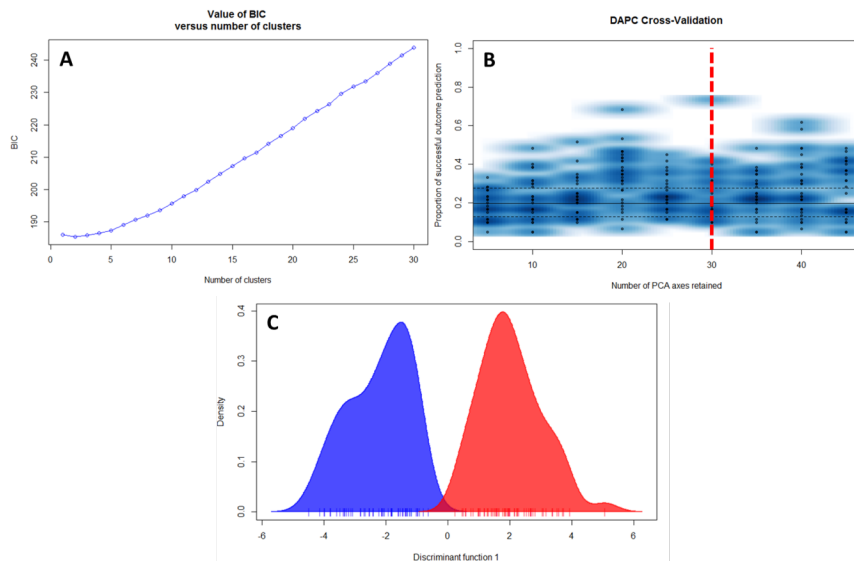 Value of BIC
versus number of clusters
A
BIC
240
230
220
210
200
190
0
5
10
15
20
25
30
Number of clusters
DAPC Cross-Validation
B
Proportion of successful outcome prediction
1.0
0.8
0.6
0.4
0.2
0.0
10
20
30
40
Number of PCA axes retained
C
Density
0.4
0.3
0.2
0.1
0.0
-6
-4
-2
0
2
4
6
Discriminant function 1